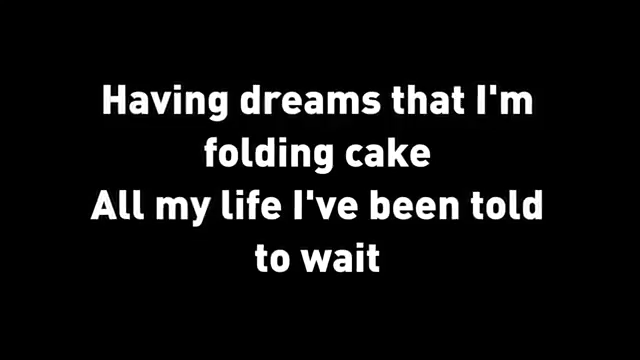 Having dreams that I'm
folding cake
All my life I've been told
to wait